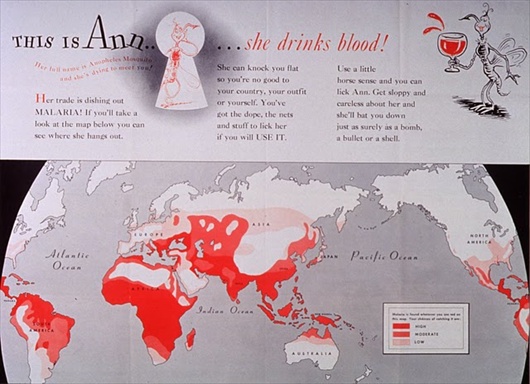 THIS IS Ann..
Her full name is Anopheles Mosquito
and she's dying to meet you!
...she drinks blood!
Her trade is dishing out
MALARIA! If you'll take a
look at the map below you can
see where she hangs out.
She can knock you flat
so you're no good to
your country, your outfit
or yourself. You've
got the dope, the nets
and stuff to lick her
if you will USE IT.
Use a little
horse sense and you can
lick Ann. Get sloppy and
careless about her and
she'll bat you down
just as surely as a bomb,
a bullet or a shell.
Atlantic
Ocean
EUROPE
ASIA
JAPAN
Pacific Ocean
NORTH
AMERICA
AFRICA
Indian Ocean
SOUTH
AMERICA
AUSTRALIA
Malaria is found wherever you see red on
this map. Your chances of catching it are:
HIGH
MODERATE
LOW